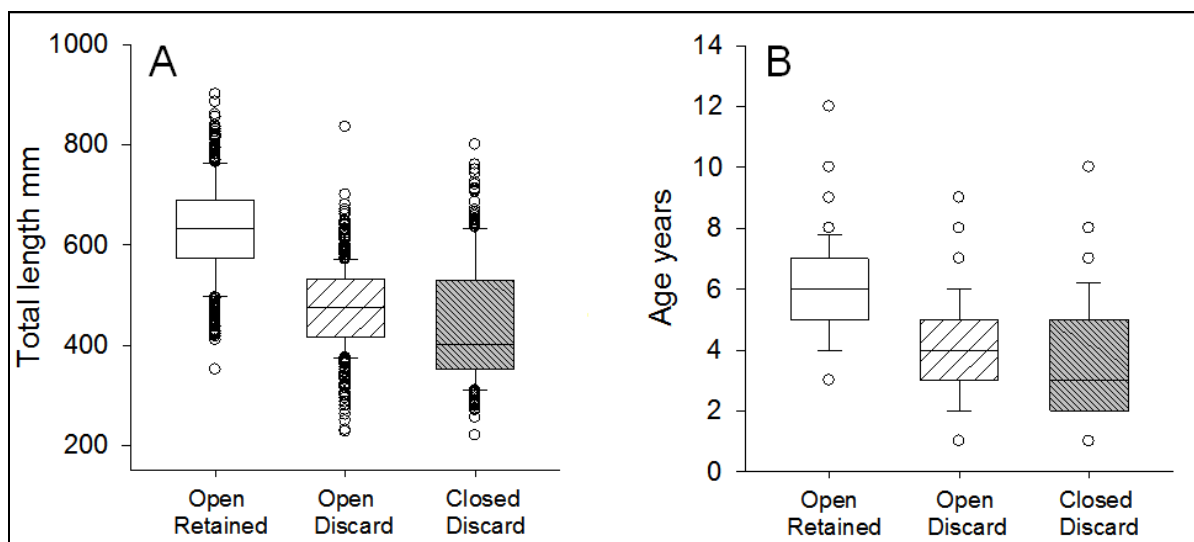 A
Total length mm
1000
800
600
400
200
Open
Retained
Open
Discard
Closed
Discard
B
Age years
14
12
10
8
6
4
2
0
Open
Retained
Open
Discard
Closed
Discard